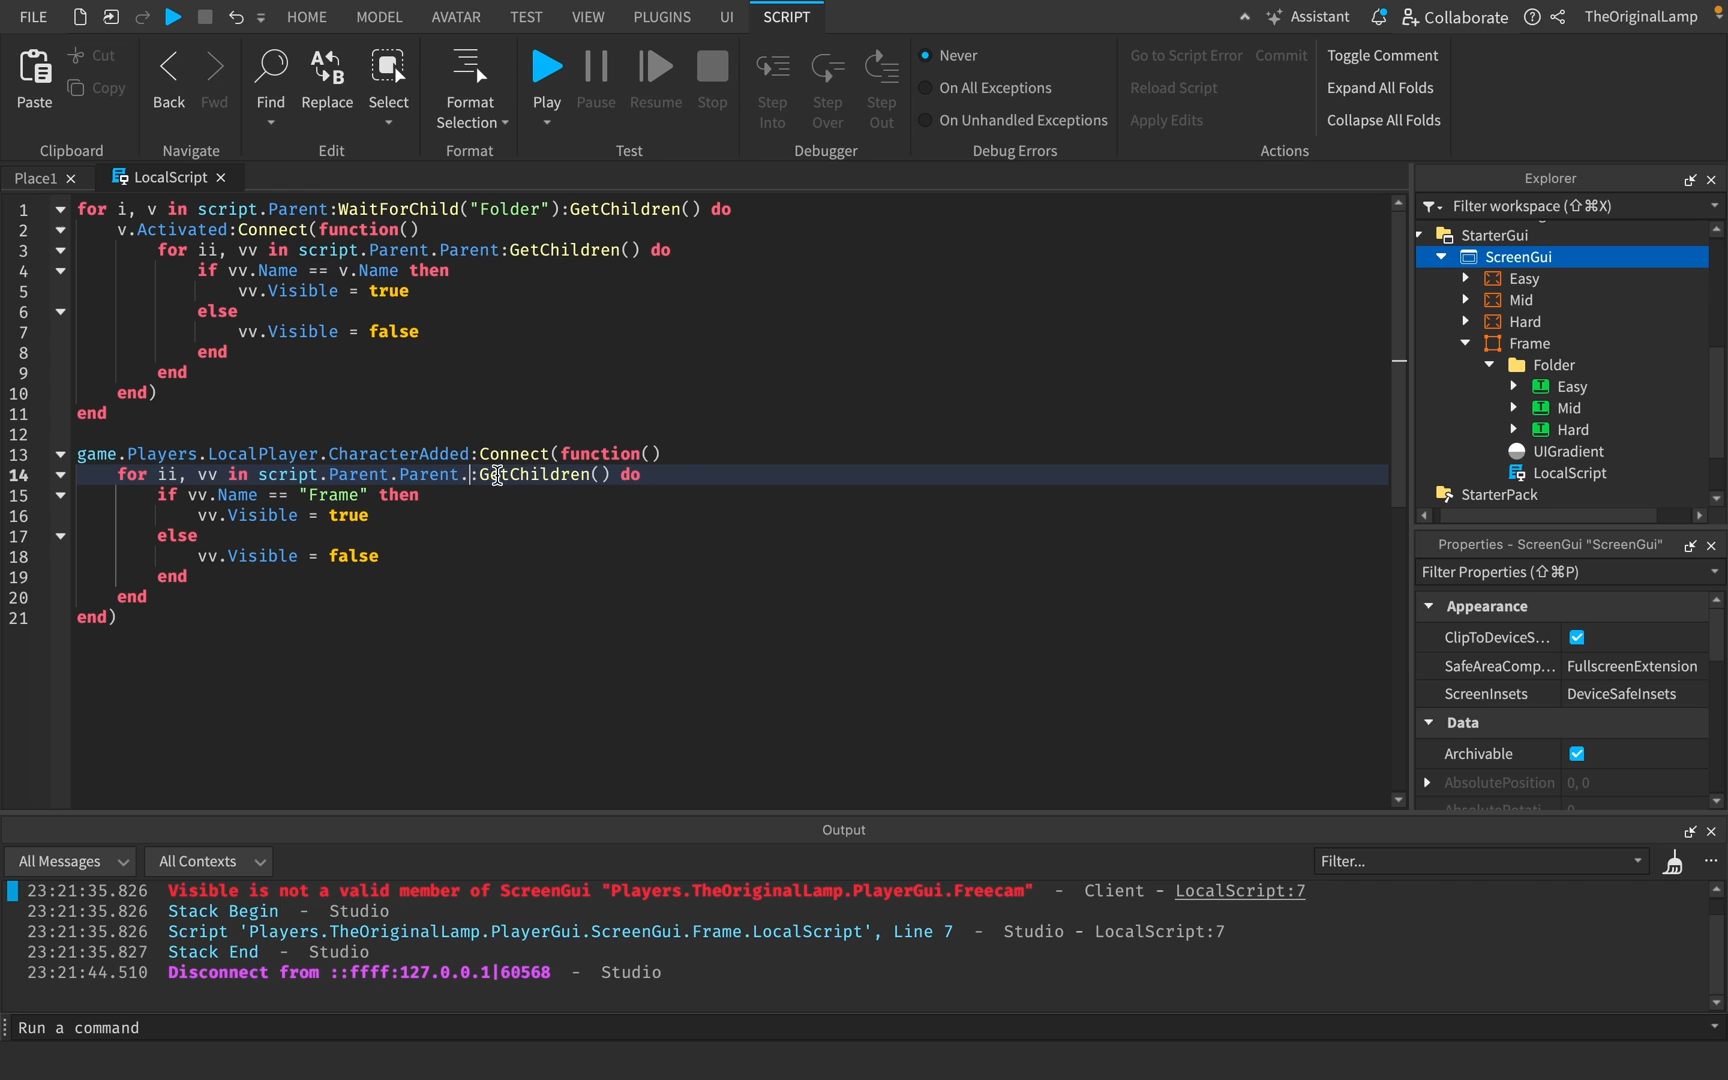 FILE HOME MODEL AVATAR TEST VIEW PLUGINS UI SCRIPT Assistant Collaborate TheOriginalLamp
Paste Cut Copy Back Fwd Find Replace Select Format Selection Play Pause Resume Stop Step Into Step Over Step Out
Never
On All Exceptions
On Unhandled Exceptions
Go to Script Error Commit
Reload Script
Apply Edits
Toggle Comment
Expand All Folds
Collapse All Folds
Clipboard Navigate Edit Format Test Debugger Debug Errors Actions
Place1 LocalScript
1 for i, v in script.Parent:WaitForChild("Folder"):GetChildren() do
2 v.Activated:Connect(function()
3 for ii, vv in script.Parent.Parent:GetChildren() do
4 if vv.Name == v.Name then
5 vv.Visible = true
6 else
7 vv.Visible = false
8 end
9 end
10 end)
11 end
12
13 game.Players.LocalPlayer.CharacterAdded:Connect(function()
14 for ii, vv in script.Parent.Parent.:GetChildren() do
15 if vv.Name == "Frame" then
16 vv.Visible = true
17 else
18 vv.Visible = false
19 end
20 end
21 end)
Explorer
Filter workspace (⇧⌘X)
StarterGui
ScreenGui
Easy
Mid
Hard
Frame
Folder
Easy
Mid
Hard
UIGradient
LocalScript
StarterPack
Properties - ScreenGui "ScreenGui"
Filter Properties (⇧⌘P)
Appearance
ClipToDeviceS...
SafeAreaComp... FullscreenExtension
ScreenInsets DeviceSafeInsets
Data
Archivable
AbsolutePosition 0, 0
Output
All Messages All Contexts Filter...
23:21:35.826 Visible is not a valid member of ScreenGui "Players.TheOriginalLamp.PlayerGui.Freecam" - Client - LocalScript:7
23:21:35.826 Stack Begin - Studio
23:21:35.826 Script 'Players.TheOriginalLamp.PlayerGui.ScreenGui.Frame.LocalScript', Line 7 - Studio - LocalScript:7
23:21:35.827 Stack End - Studio
23:21:44.510 Disconnect from ::ffff:127.0.0.1|60568 - Studio
Run a command